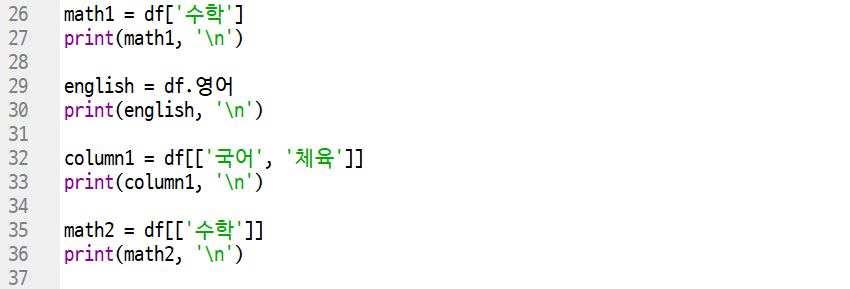 26 math1 = df['수학']
27 print(math1, '\n')
28
29 english = df.영어
30 print(english, '\n')
31
32 column1 = df[['국어', '체육']]
33 print(column1, '\n')
34
35 math2 = df[['수학']]
36 print(math2, '\n')
37